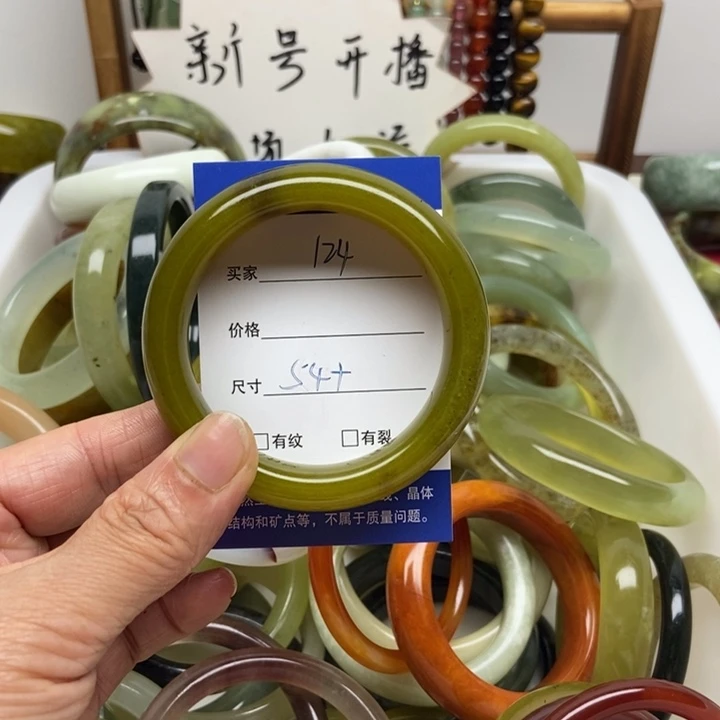 新号开播
买家 124
价格
尺寸 54+
□有纹 □有裂
、晶体
结构和矿点等，不属于质量问题。